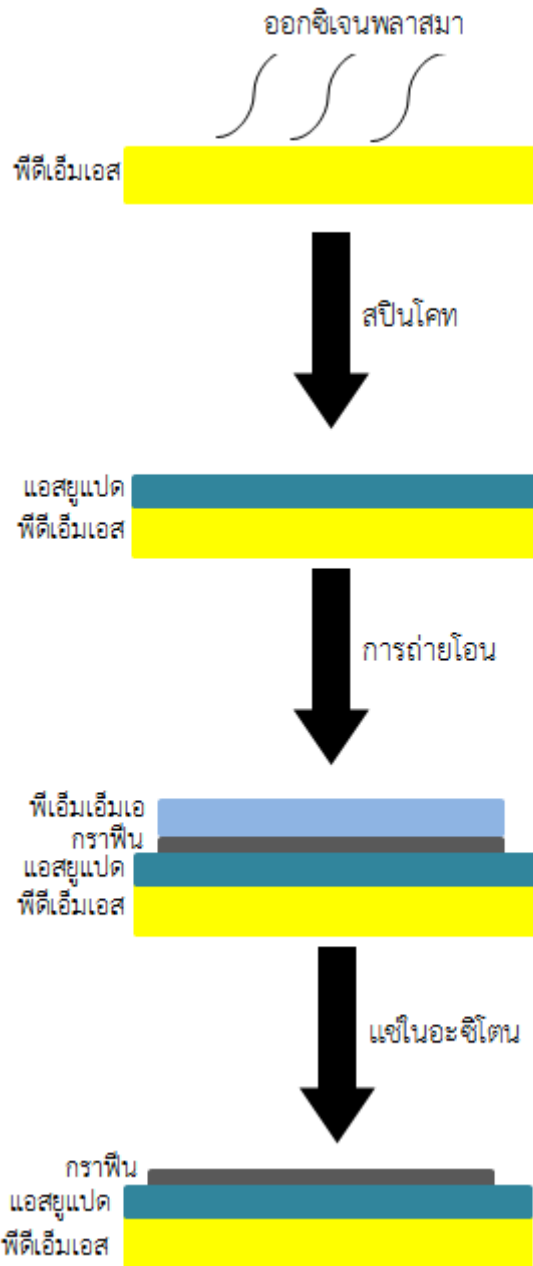 ออกซิเจนพลาสมา
พีดีเอ็มเอส
สปินโคท
แอสยูแปด
พีดีเอ็มเอส
การถ่ายโอน
พีเอ็มเอ็มเอ
กราฟีน
แอสยูแปด
พีดีเอ็มเอส
แช่ในอะซิโตน
กราฟีน
แอสยูแปด
พีดีเอ็มเอส